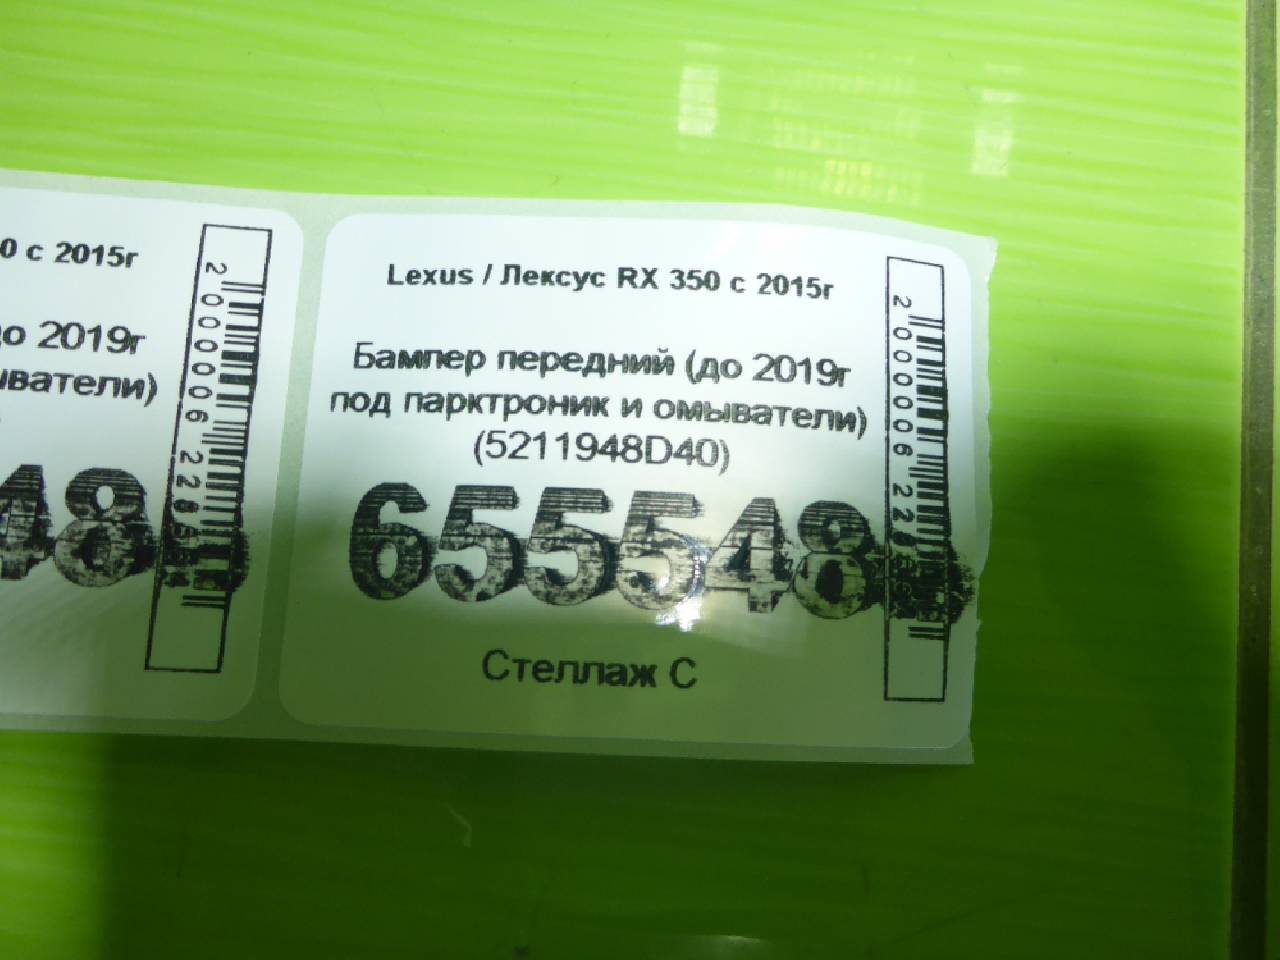 0 с 2015г
до 2019г
ыватели)
48
Lexus / Лексус RX 350 с 2015г
Бампер передний (до 2019г
под парктроник и омыватели)
(5211948D40)
655548
Стеллаж С